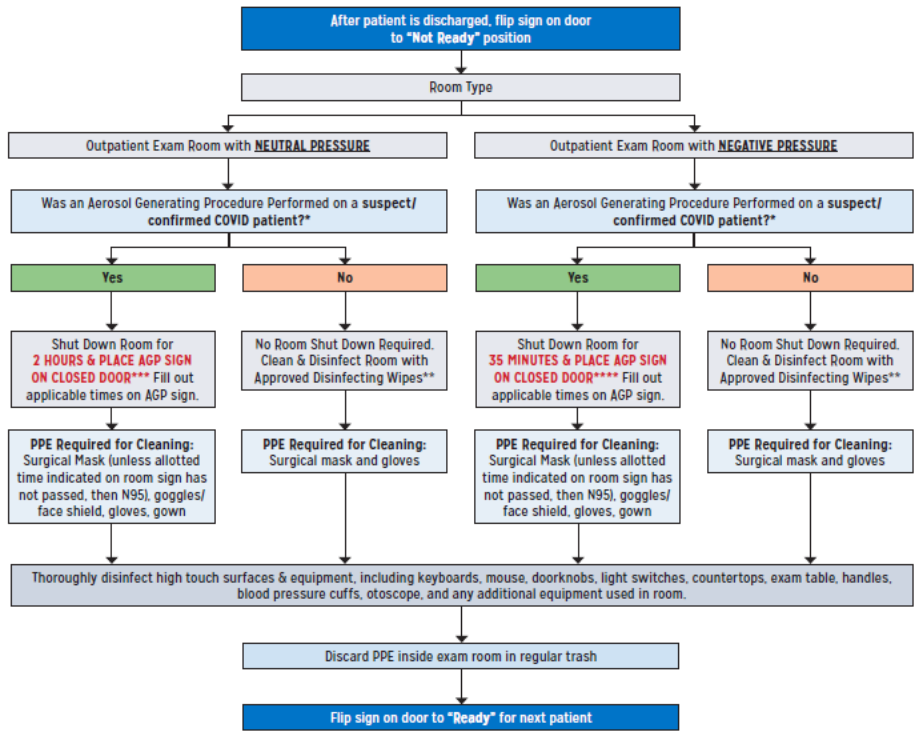 After patient is discharged, flip sign on door
to "Not Ready" position
Room Type
Outpatient Exam Room with NEUTRAL PRESSURE
Outpatient Exam Room with NEGATIVE PRESSURE
Was an Aerosol Generating Procedure Performed on a suspect/
confirmed COVID patient?*
Was an Aerosol Generating Procedure Performed on a suspect/
confirmed COVID patient?*
Yes
No
Yes
No
Shut Down Room for
2 HOURS & PLACE AGP SIGN
ON CLOSED DOOR*** Fill out
applicable times on AGP sign.
No Room Shut Down Required.
Clean & Disinfect Room with
Approved Disinfecting Wipes**
Shut Down Room for
35 MINUTES & PLACE AGP SIGN
ON CLOSED DOOR**** Fill out
applicable times on AGP sign.
No Room Shut Down Required.
Clean & Disinfect Room with
Approved Disinfecting Wipes**
PPE Required for Cleaning:
Surgical Mask (unless allotted
time indicated on room sign has
not passed, then N95), goggles/
face shield, gloves, gown
PPE Required for Cleaning:
Surgical mask and gloves
PPE Required for Cleaning:
Surgical Mask (unless allotted
time indicated on room sign has
not passed, then N95), goggles/
face shield, gloves, gown
PPE Required for Cleaning:
Surgical mask and gloves
Thoroughly disinfect high touch surfaces & equipment, including keyboards, mouse, doorknobs, light switches, countertops, exam table, handles,
blood pressure cuffs, otoscope, and any additional equipment used in room.
Discard PPE inside exam room in regular trash
Flip sign on door to "Ready" for next patient